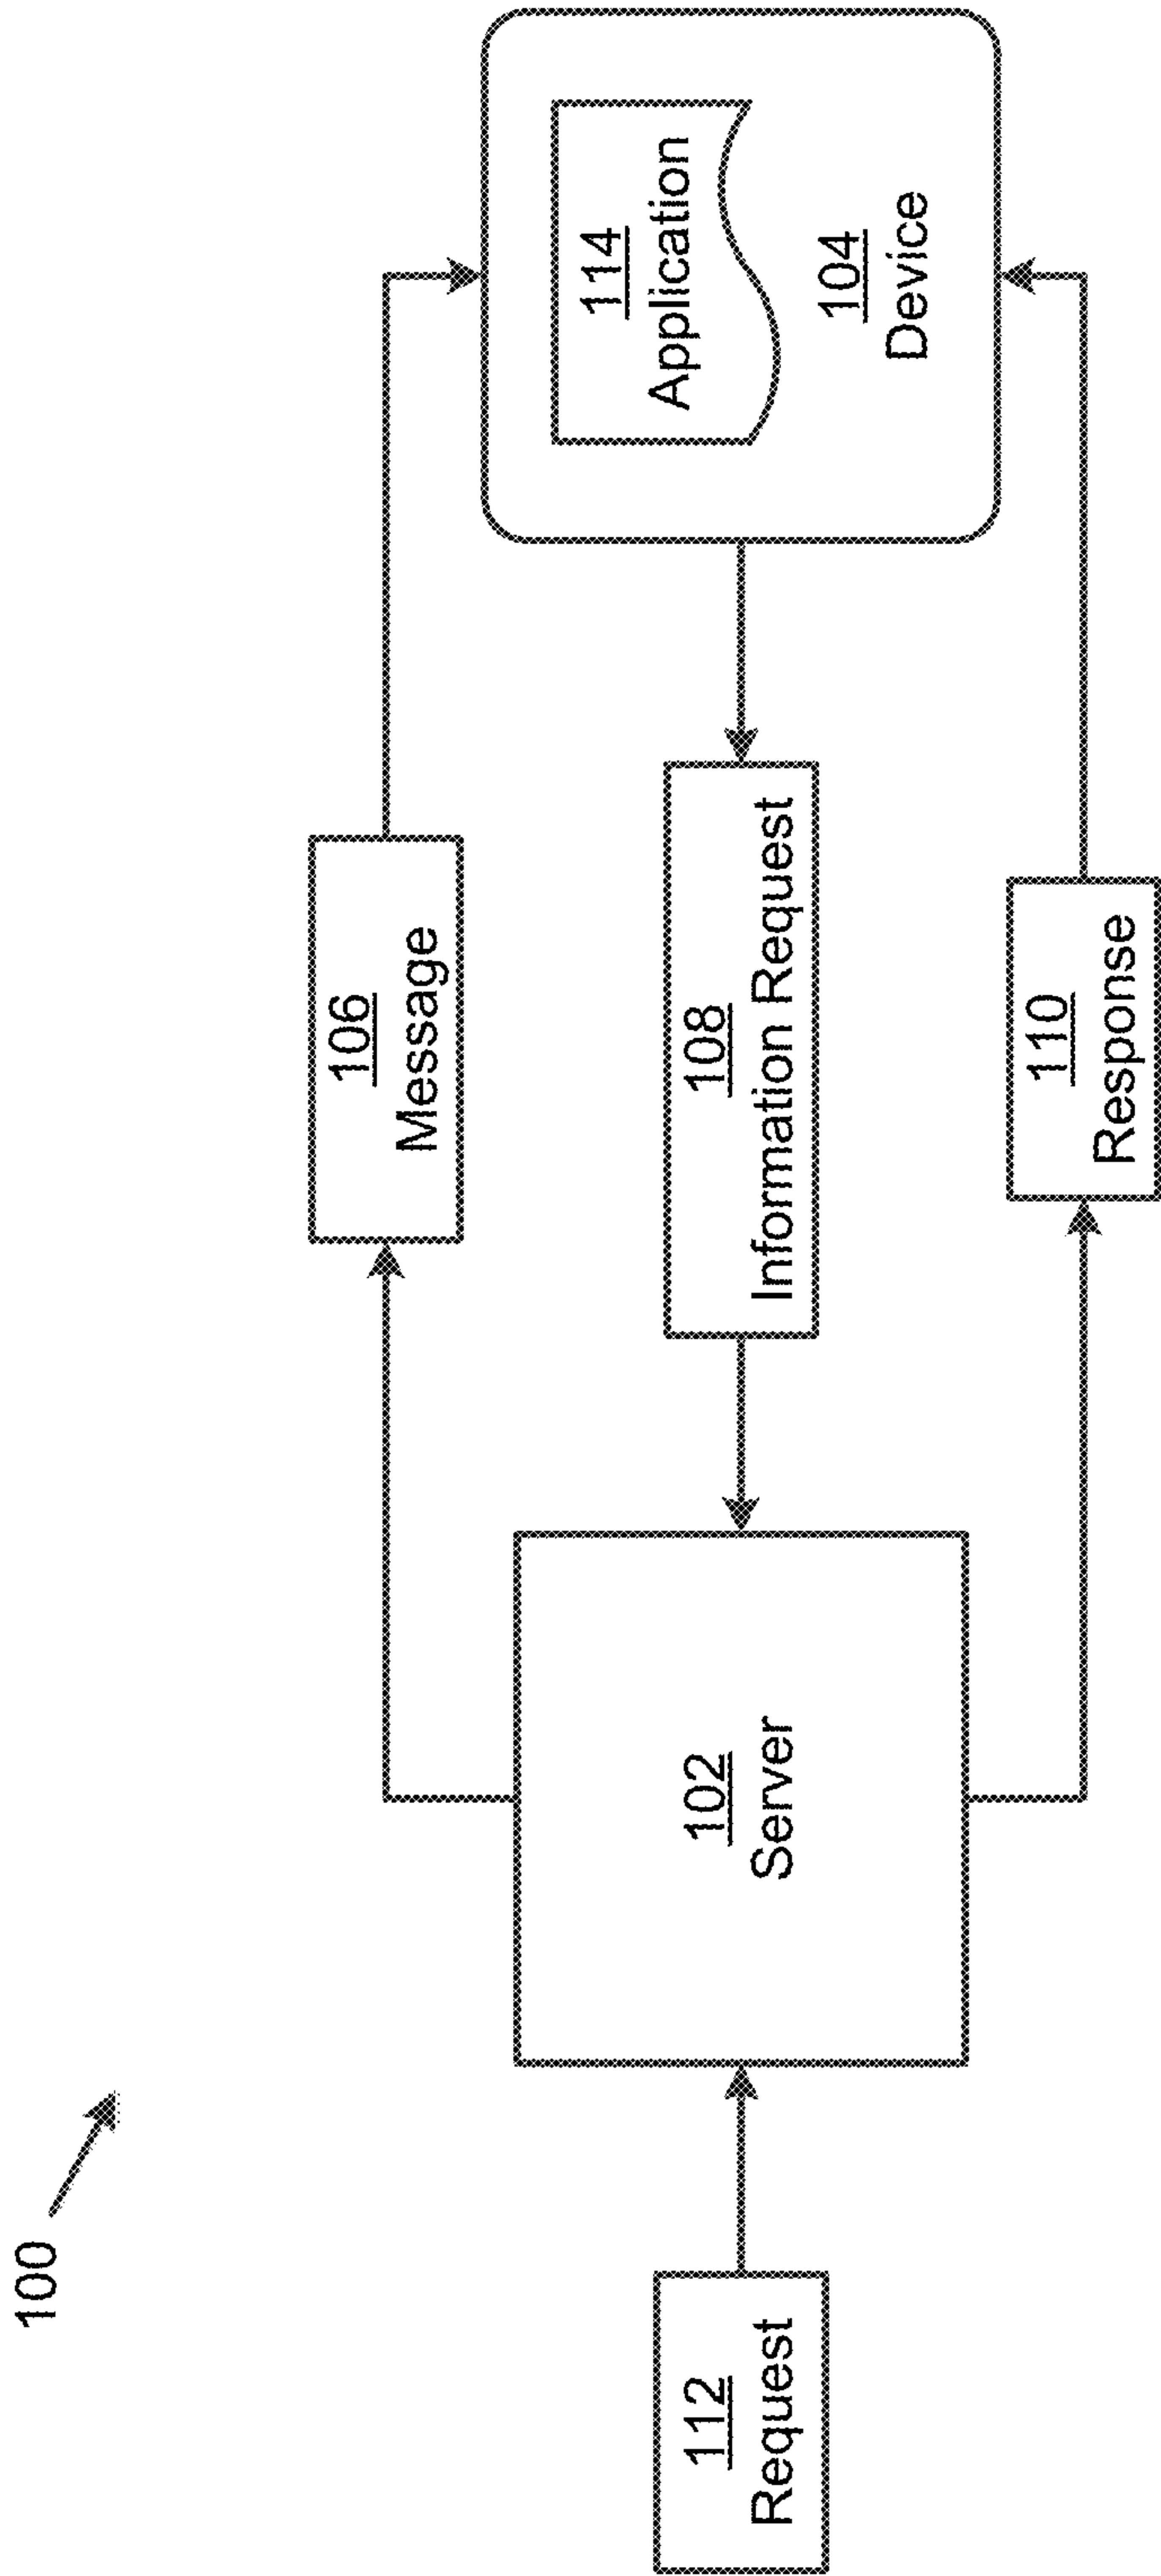 100
106
Message
112
Request
102
Server
108
Information Request
114
Application
104
Device
110
Response